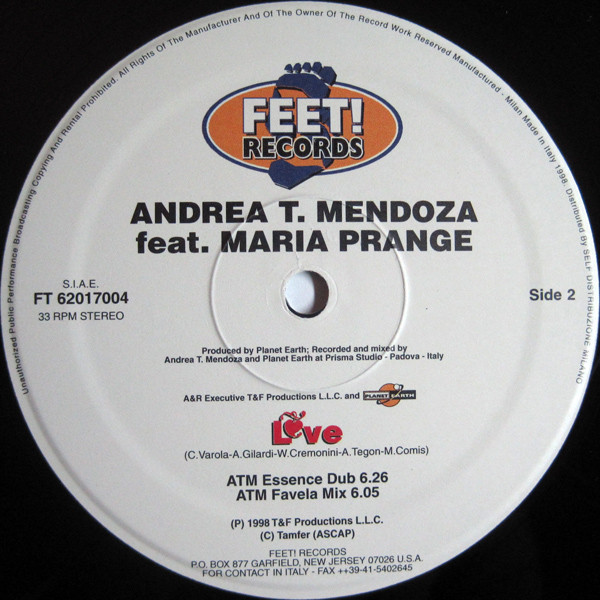 Unauthorized Public Performance Broadcasting Copying And Rental Prohibited. All Rights Of The Manufacturer And Of The Owner Of The Record Work Reserved Manufactured - Milan Made In Italy 1998. Distributed By SELF DISTRIBUZIONE MILANO
FEET!
RECORDS
ANDREA T. MENDOZA
feat. MARIA PRANGE
S.I.A.E.
FT 62017004
33 RPM STEREO
Side 2
Produced by Planet Earth; Recorded and mixed by
Andrea T. Mendoza and Planet Earth at Prisma Studio - Padova - Italy
A&R Executive T&F Productions L.L.C. and PLANET EARTH
Love
(C.Varola-A.Gilardi-W.Cremonini-A.Tegon-M.Comis)
ATM Essence Dub 6.26
ATM Favela Mix 6.05
(P) 1998 T&F Productions L.L.C.
(C) Tamfer (ASCAP)
FEET! RECORDS
P.O. BOX 877 GARFIELD, NEW JERSEY 07026 U.S.A.
FOR CONTACT IN ITALY - FAX ++39-41-5402645